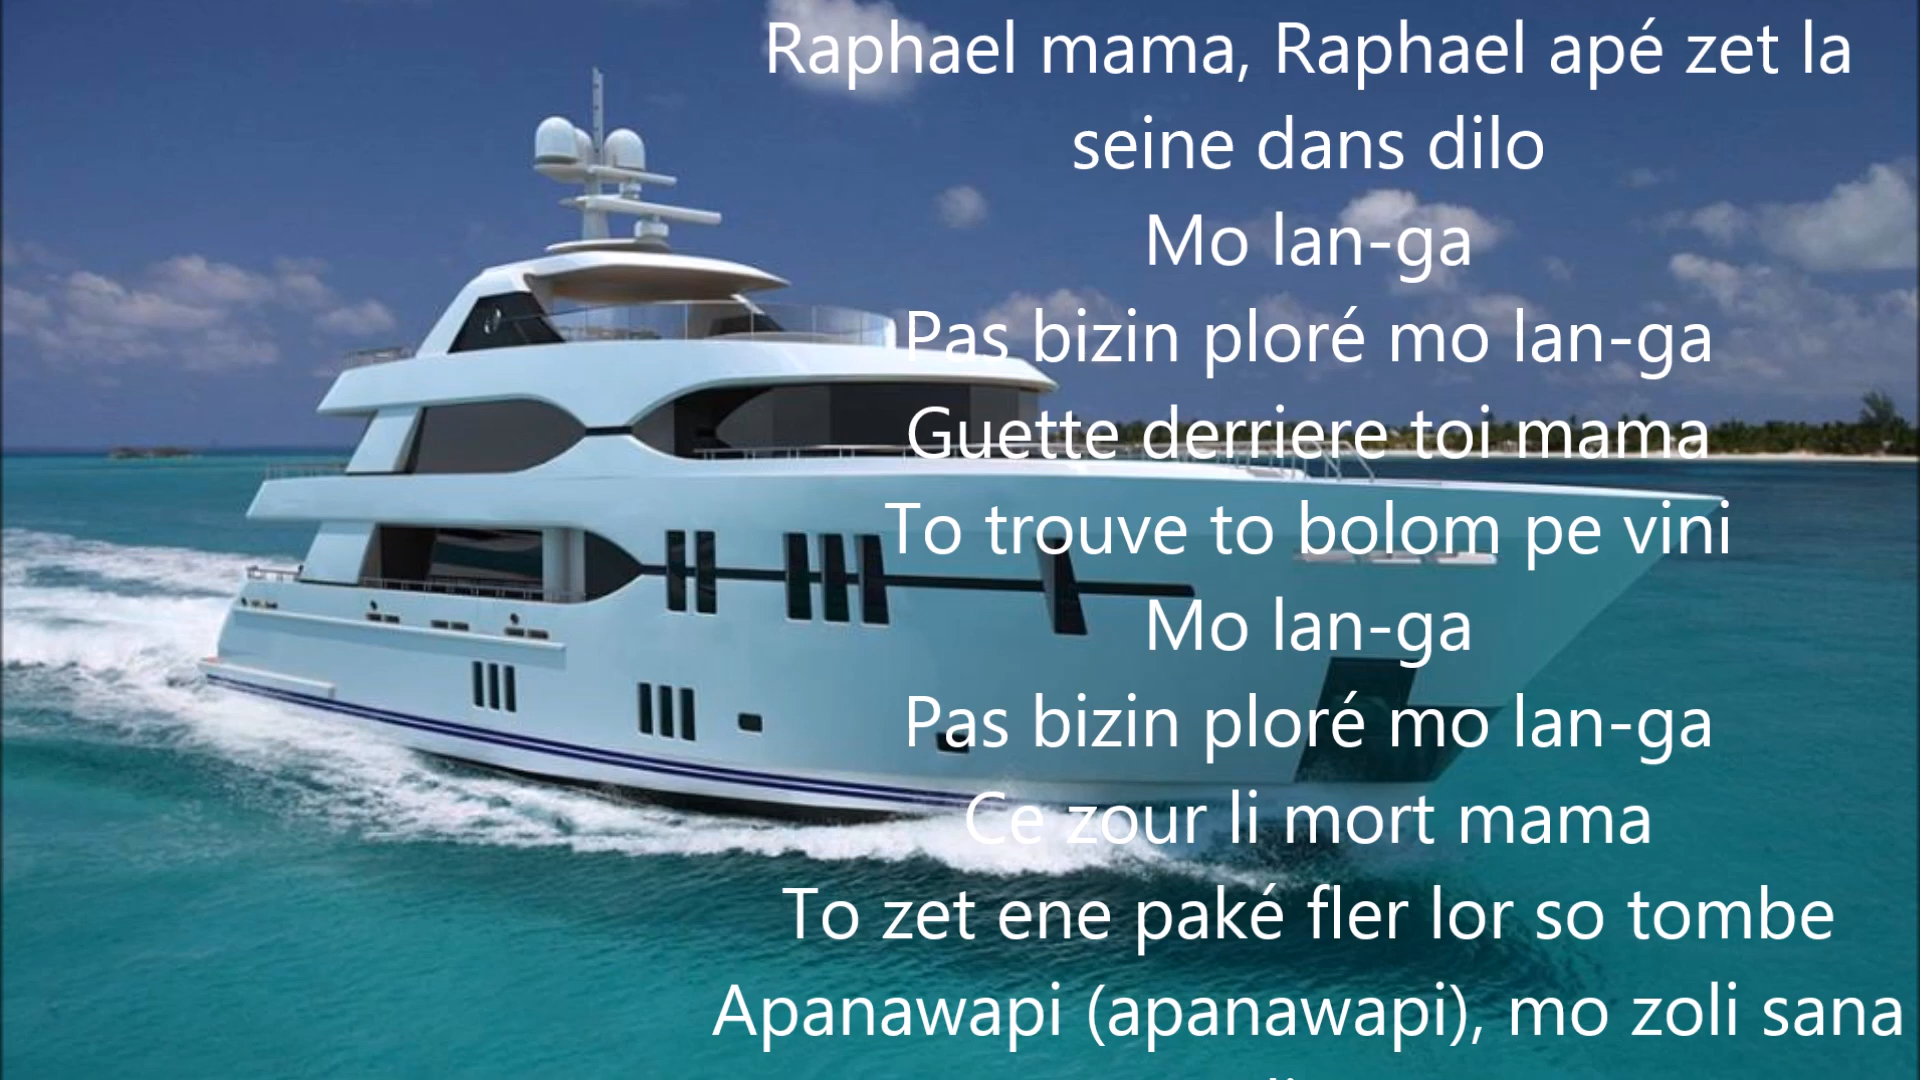 Raphael mama, Raphael apé zet la
seine dans dilo
Mo lan-ga
Pas bizin ploré mo lan-ga
Guette derriere toi mama
To trouve to bolom pe vini
Mo lan-ga
Pas bizin ploré mo lan-ga
Ce zour li mort mama
To zet ene paké fler lor so tombe
Apanawapi (apanawapi), mo zoli sana